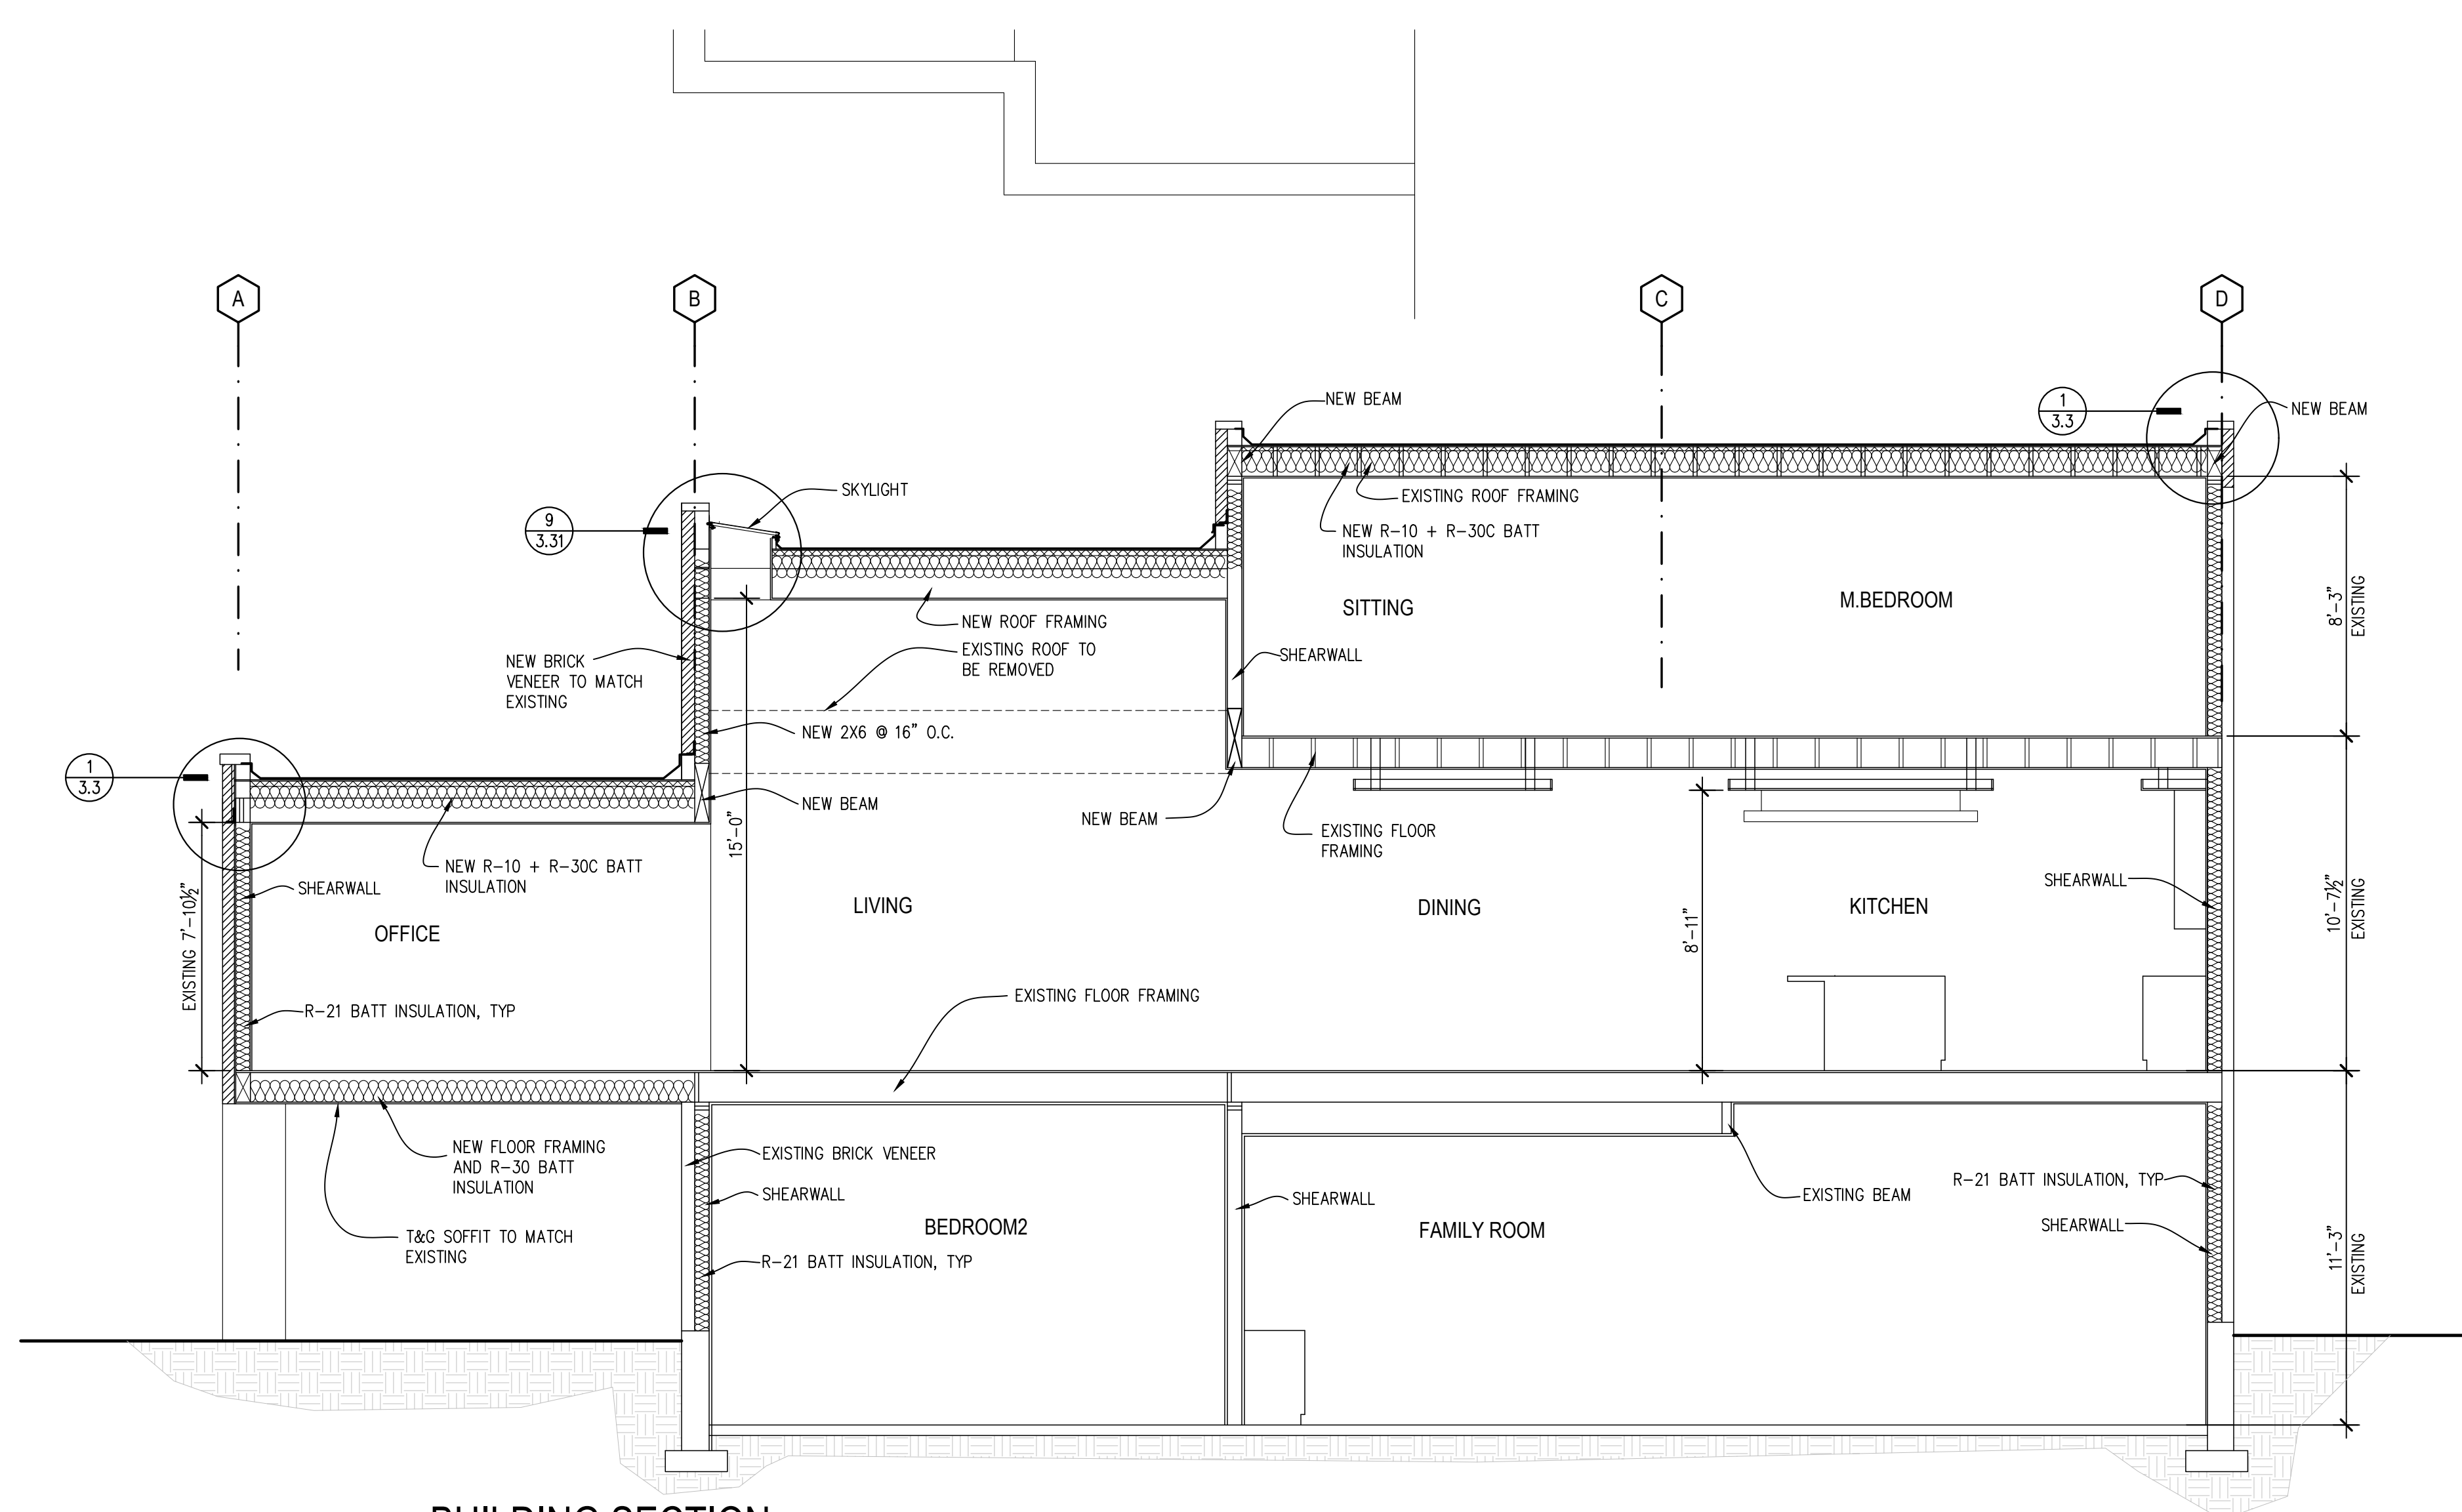 A
B
C
D
NEW BEAM
1
3.3
NEW BEAM
SKYLIGHT
9
3.31
EXISTING ROOF FRAMING
NEW R-10 + R-30C BATT
INSULATION
SITTING
M.BEDROOM
8'-3"
EXISTING
NEW ROOF FRAMING
EXISTING ROOF TO
BE REMOVED
SHEARWALL
NEW BRICK
VENEER TO MATCH
EXISTING
NEW 2X6 @ 16" O.C.
1
3.3
NEW BEAM
NEW BEAM
15'-0"
EXISTING FLOOR
FRAMING
NEW R-10 + R-30C BATT
INSULATION
SHEARWALL
EXISTING 7'-10½"
OFFICE
LIVING
DINING
8'-11"
KITCHEN
SHEARWALL
10'-7½"
EXISTING
R-21 BATT INSULATION, TYP
EXISTING FLOOR FRAMING
NEW FLOOR FRAMING
AND R-30 BATT
INSULATION
EXISTING BRICK VENEER
SHEARWALL
SHEARWALL
EXISTING BEAM
R-21 BATT INSULATION, TYP
SHEARWALL
T&G SOFFIT TO MATCH
EXISTING
BEDROOM2
FAMILY ROOM
R-21 BATT INSULATION, TYP
11'-3"
EXISTING
BUILDING SECTION